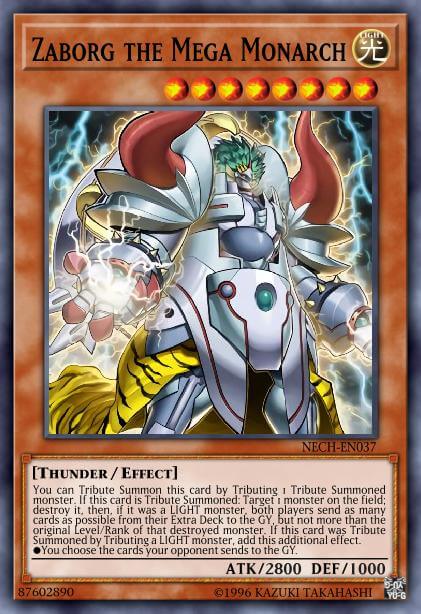 ZABORG THE MEGA MONARCH
LIGHT
光
NECH-EN037
[THUNDER / EFFECT]
You can Tribute Summon this card by Tributing 1 Tribute Summoned
monster. If this card is Tribute Summoned: Target 1 monster on the field;
destroy it, then, if it was a LIGHT monster, both players send as many
cards as possible from their Extra Deck to the GY, but not more than the
original Level/Rank of that destroyed monster. If this card was Tribute
Summoned by Tributing a LIGHT monster, add this additional effect.
●You choose the cards your opponent sends to the GY.
ATK/2800 DEF/1000
87602890
©1996 KAZUKI TAKAHASHI